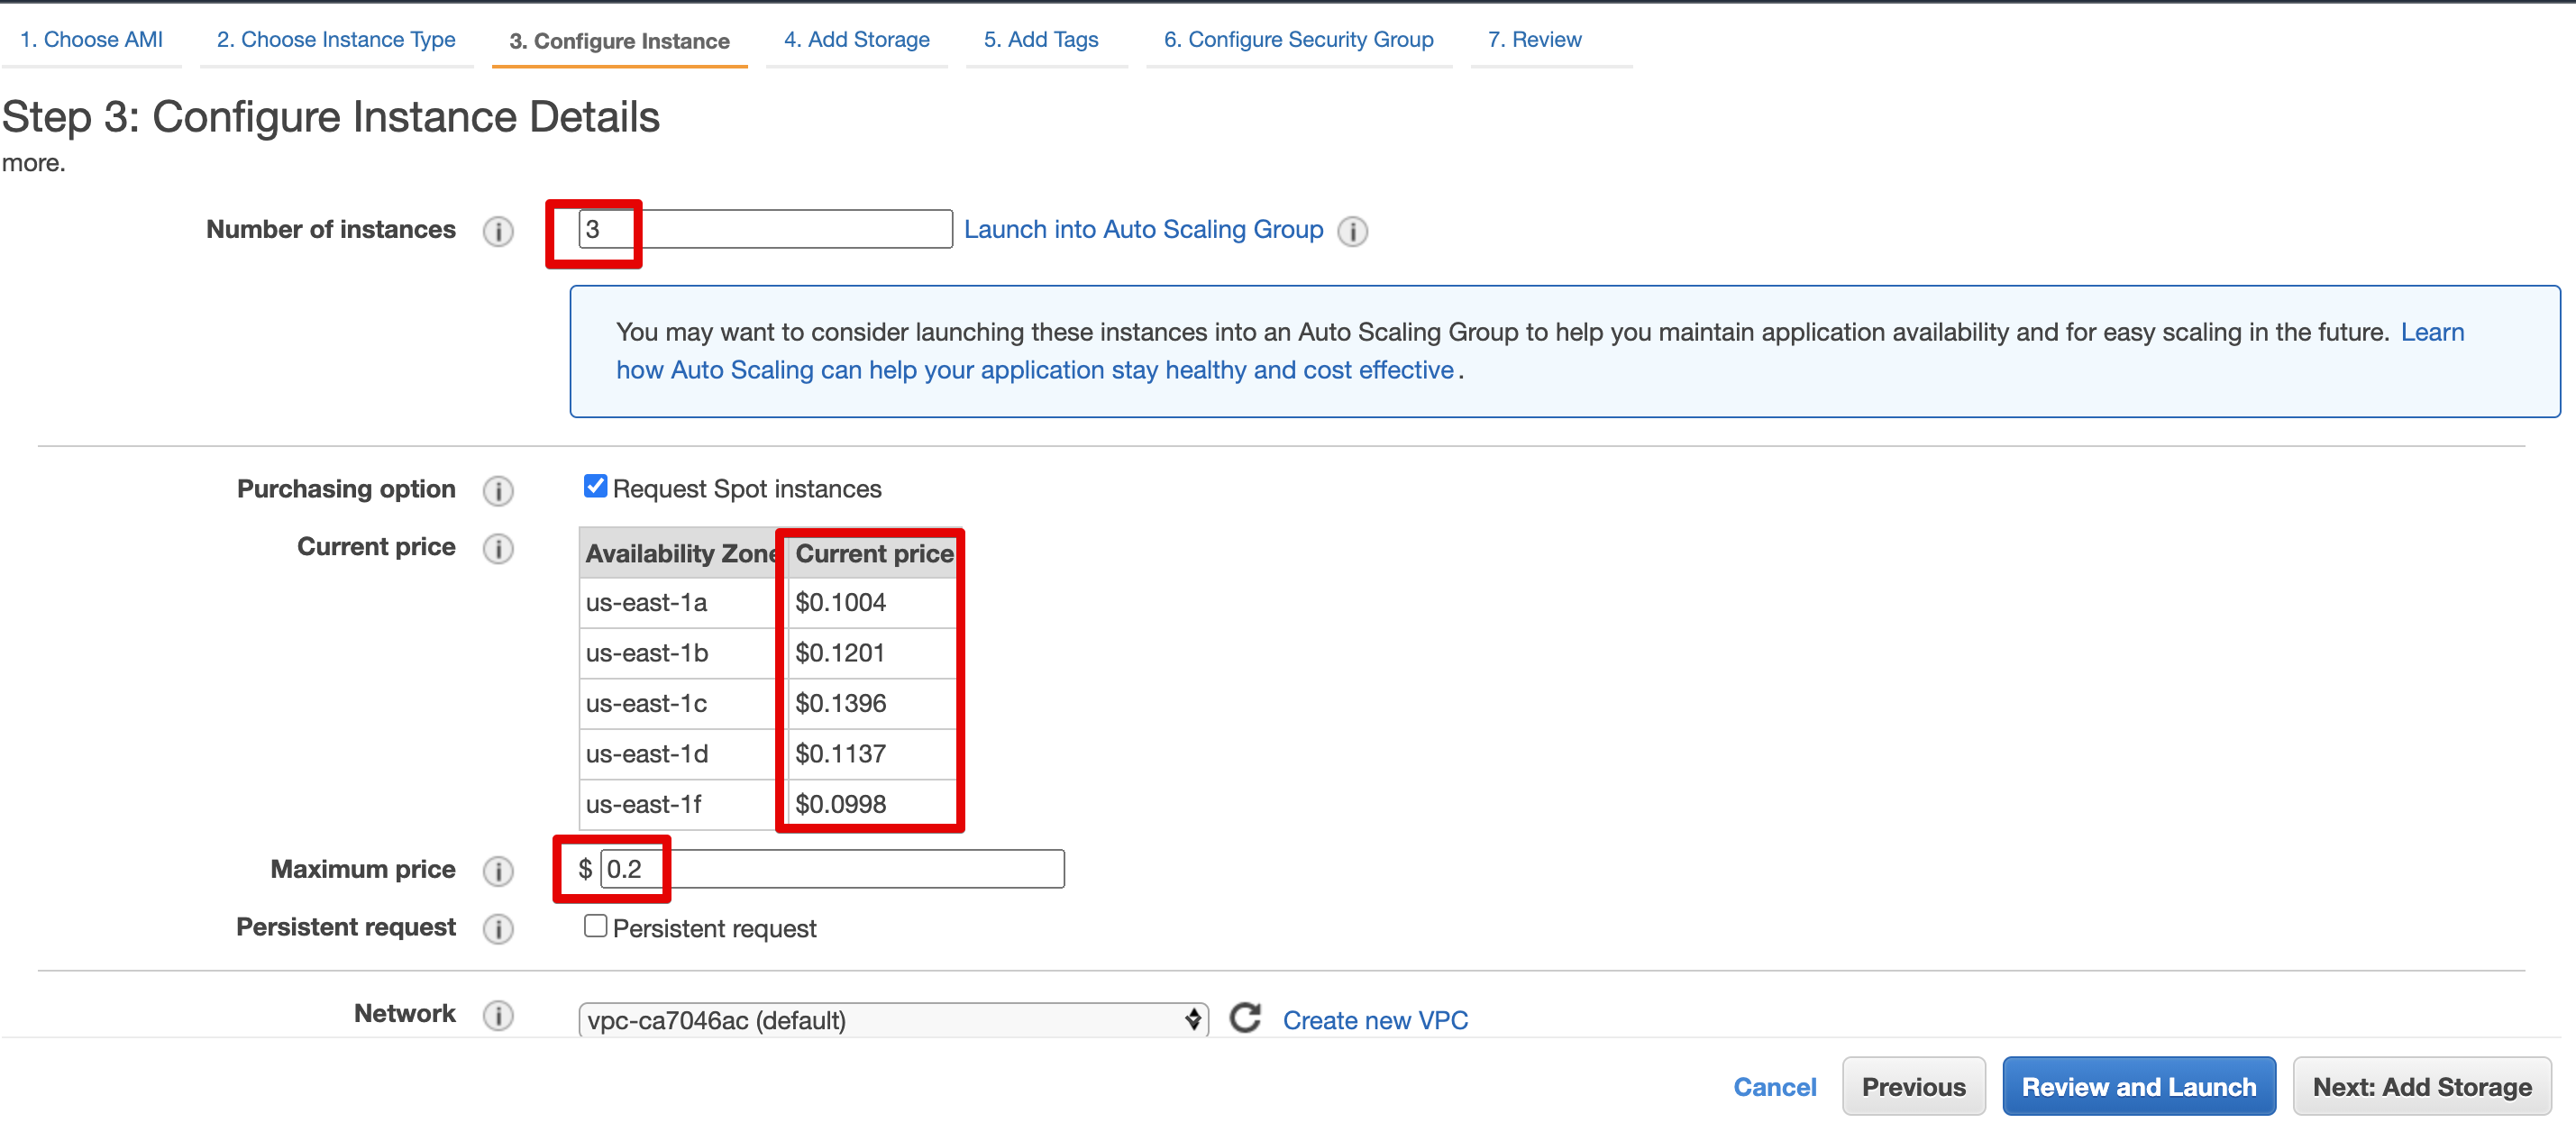 1. Choose AMI 2. Choose Instance Type 3. Configure Instance 4. Add Storage 5. Add Tags 6. Configure Security Group 7. Review
Step 3: Configure Instance Details
more.
Number of instances i 3 Launch into Auto Scaling Group i
You may want to consider launching these instances into an Auto Scaling Group to help you maintain application availability and for easy scaling in the future. Learn
how Auto Scaling can help your application stay healthy and cost effective.
Purchasing option i Request Spot instances
Current price i Availability Zone Current price
us-east-1a $0.1004
us-east-1b $0.1201
us-east-1c $0.1396
us-east-1d $0.1137
us-east-1f $0.0998
Maximum price i $ 0.2
Persistent request i Persistent request
Network i vpc-ca7046ac (default) Create new VPC
Cancel Previous Review and Launch Next: Add Storage